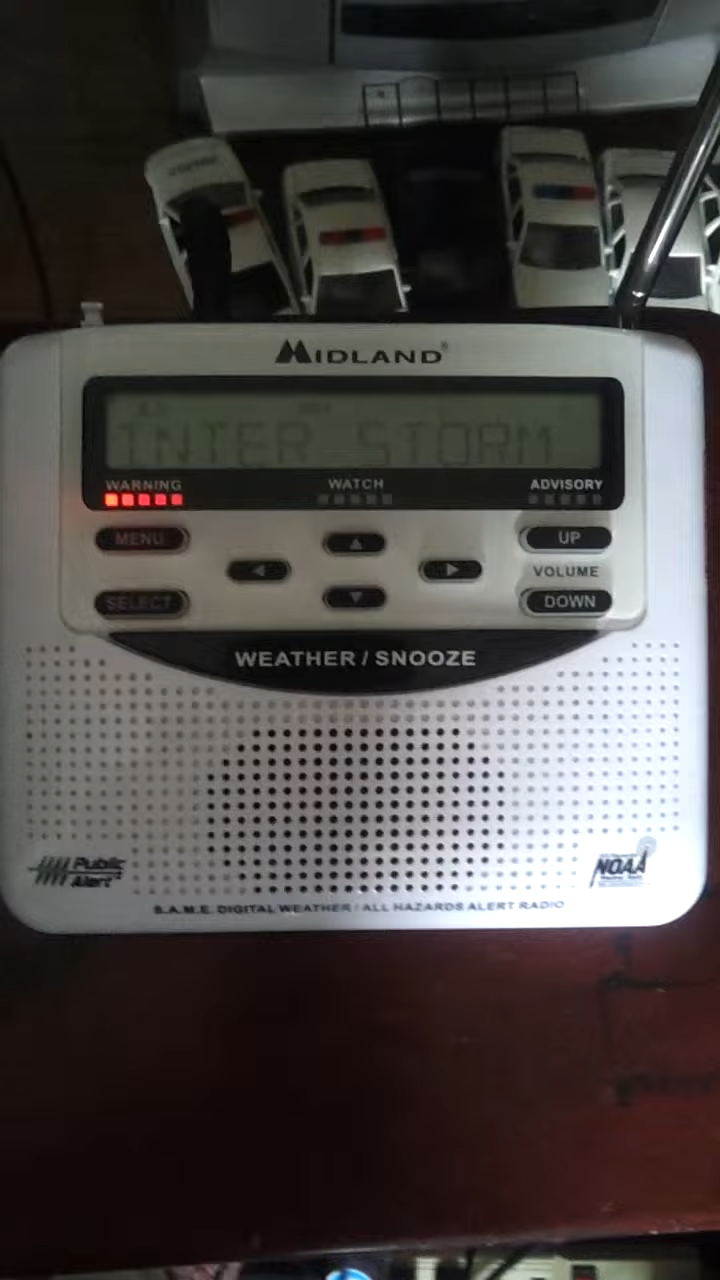 MIDLAND®
INTER STORM
WARNING WATCH ADVISORY
MENU UP
VOLUME
SELECT DOWN
WEATHER / SNOOZE
Public Alert
NOAA
S.A.M.E. DIGITAL WEATHER / ALL HAZARDS ALERT RADIO